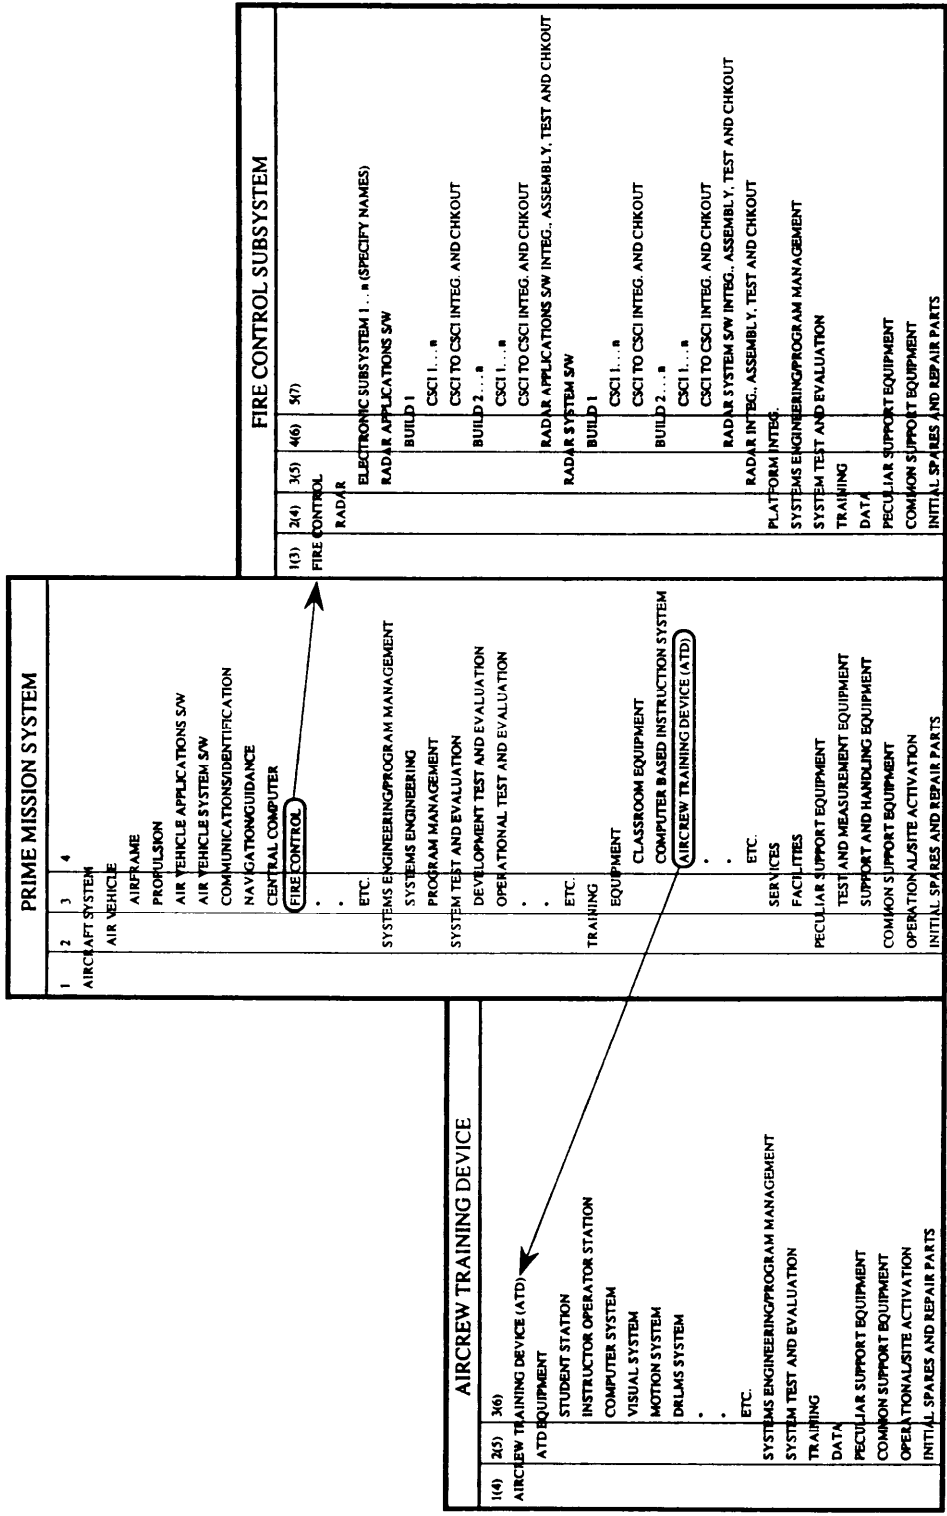 AIRCREW TRAINING DEVICE
1(4) 2(5) 3(6)
AIRCREW TRAINING DEVICE (ATD)
ATD EQUIPMENT
STUDENT STATION
INSTRUCTOR OPERATOR STATION
COMPUTER SYSTEM
VISUAL SYSTEM
MOTION SYSTEM
DRLMS SYSTEM
.
.
ETC.
SYSTEMS ENGINEERING/PROGRAM MANAGEMENT
SYSTEM TEST AND EVALUATION
TRAINING
DATA
PECULIAR SUPPORT EQUIPMENT
COMMON SUPPORT EQUIPMENT
OPERATIONAL/SITE ACTIVATION
INITIAL SPARES AND REPAIR PARTS
PRIME MISSION SYSTEM
1 2 3 4
AIRCRAFT SYSTEM
AIR VEHICLE
AIRFRAME
PROPULSION
AIR VEHICLE APPLICATIONS S/W
AIR VEHICLE SYSTEM S/W
COMMUNICATIONS/IDENTIFICATION
NAVIGATION/GUIDANCE
CENTRAL COMPUTER
FIRE CONTROL
.
.
ETC.
SYSTEMS ENGINEERING/PROGRAM MANAGEMENT
SYSTEMS ENGINEERING
PROGRAM MANAGEMENT
SYSTEM TEST AND EVALUATION
DEVELOPMENT TEST AND EVALUATION
OPERATIONAL TEST AND EVALUATION
.
.
ETC.
TRAINING
EQUIPMENT
CLASSROOM EQUIPMENT
COMPUTER BASED INSTRUCTION SYSTEM
AIRCREW TRAINING DEVICE (ATD)
.
.
ETC.
SERVICES
FACILITIES
PECULIAR SUPPORT EQUIPMENT
TEST AND MEASUREMENT EQUIPMENT
SUPPORT AND HANDLING EQUIPMENT
COMMON SUPPORT EQUIPMENT
OPERATIONAL/SITE ACTIVATION
INITIAL SPARES AND REPAIR PARTS
FIRE CONTROL SUBSYSTEM
1(3) 2(4) 3(5) 4(6) 5(7)
FIRE CONTROL
RADAR
ELECTRONIC SUBSYSTEM 1 . . n (SPECIFY NAMES)
RADAR APPLICATIONS S/W
BUILD 1
CSCI 1. . . n
CSCI TO CSCI INTEG. AND CHKOUT
BUILD 2. . . n
CSCI 1. . . n
CSCI TO CSCI INTEG. AND CHKOUT
RADAR APPLICATIONS S/W INTEG., ASSEMBLY, TEST AND CHKOUT
RADAR SYSTEM S/W
BUILD 1
CSCI 1. . . n
CSCI TO CSCI INTEG. AND CHKOUT
BUILD 2. . . n
CSCI 1. . . n
CSCI TO CSCI INTEG. AND CHKOUT
RADAR SYSTEM S/W INTEG., ASSEMBLY, TEST AND CHKOUT
RADAR INTEG., ASSEMBLY, TEST AND CHKOUT
PLATFORM INTEG.
SYSTEMS ENGINEERING/PROGRAM MANAGEMENT
SYSTEM TEST AND EVALUATION
TRAINING
DATA
PECULIAR SUPPORT EQUIPMENT
COMMON SUPPORT EQUIPMENT
INITIAL SPARES AND REPAIR PARTS